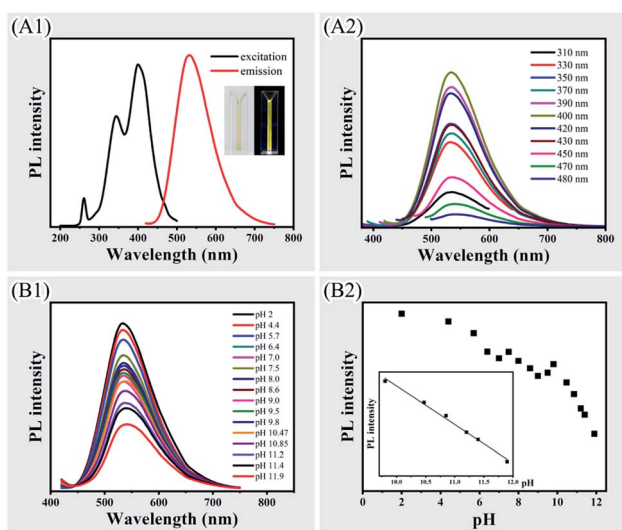 (A1)
PL intensity
excitation
emission
200 300 400 500 600 700 800
Wavelength (nm)
(A2)
PL intensity
310 nm
330 nm
350 nm
370 nm
390 nm
400 nm
420 nm
430 nm
450 nm
470 nm
480 nm
400 500 600 700 800
Wavelength (nm)
(B1)
PL intensity
pH 2
pH 4.4
pH 5.7
pH 6.4
pH 7.0
pH 7.5
pH 8.0
pH 8.6
pH 9.0
pH 9.5
pH 9.8
pH 10.47
pH 10.85
pH 11.2
pH 11.4
pH 11.9
400 500 600 700 800
Wavelength (nm)
(B2)
PL intensity
PL intensity
10.0 10.5 11.0 11.5 12.0
pH
0 2 4 6 8 10 12
pH